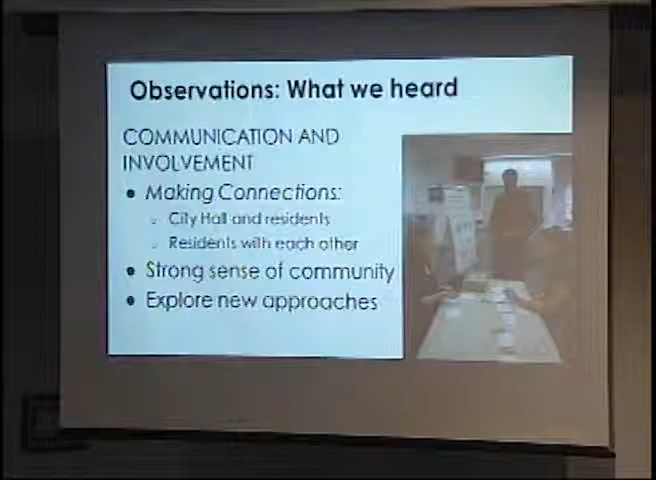 Observations: What we heard
COMMUNICATION AND
INVOLVEMENT
• Making Connections:
○ City Hall and residents
○ Residents with each other
• Strong sense of community
• Explore new approaches